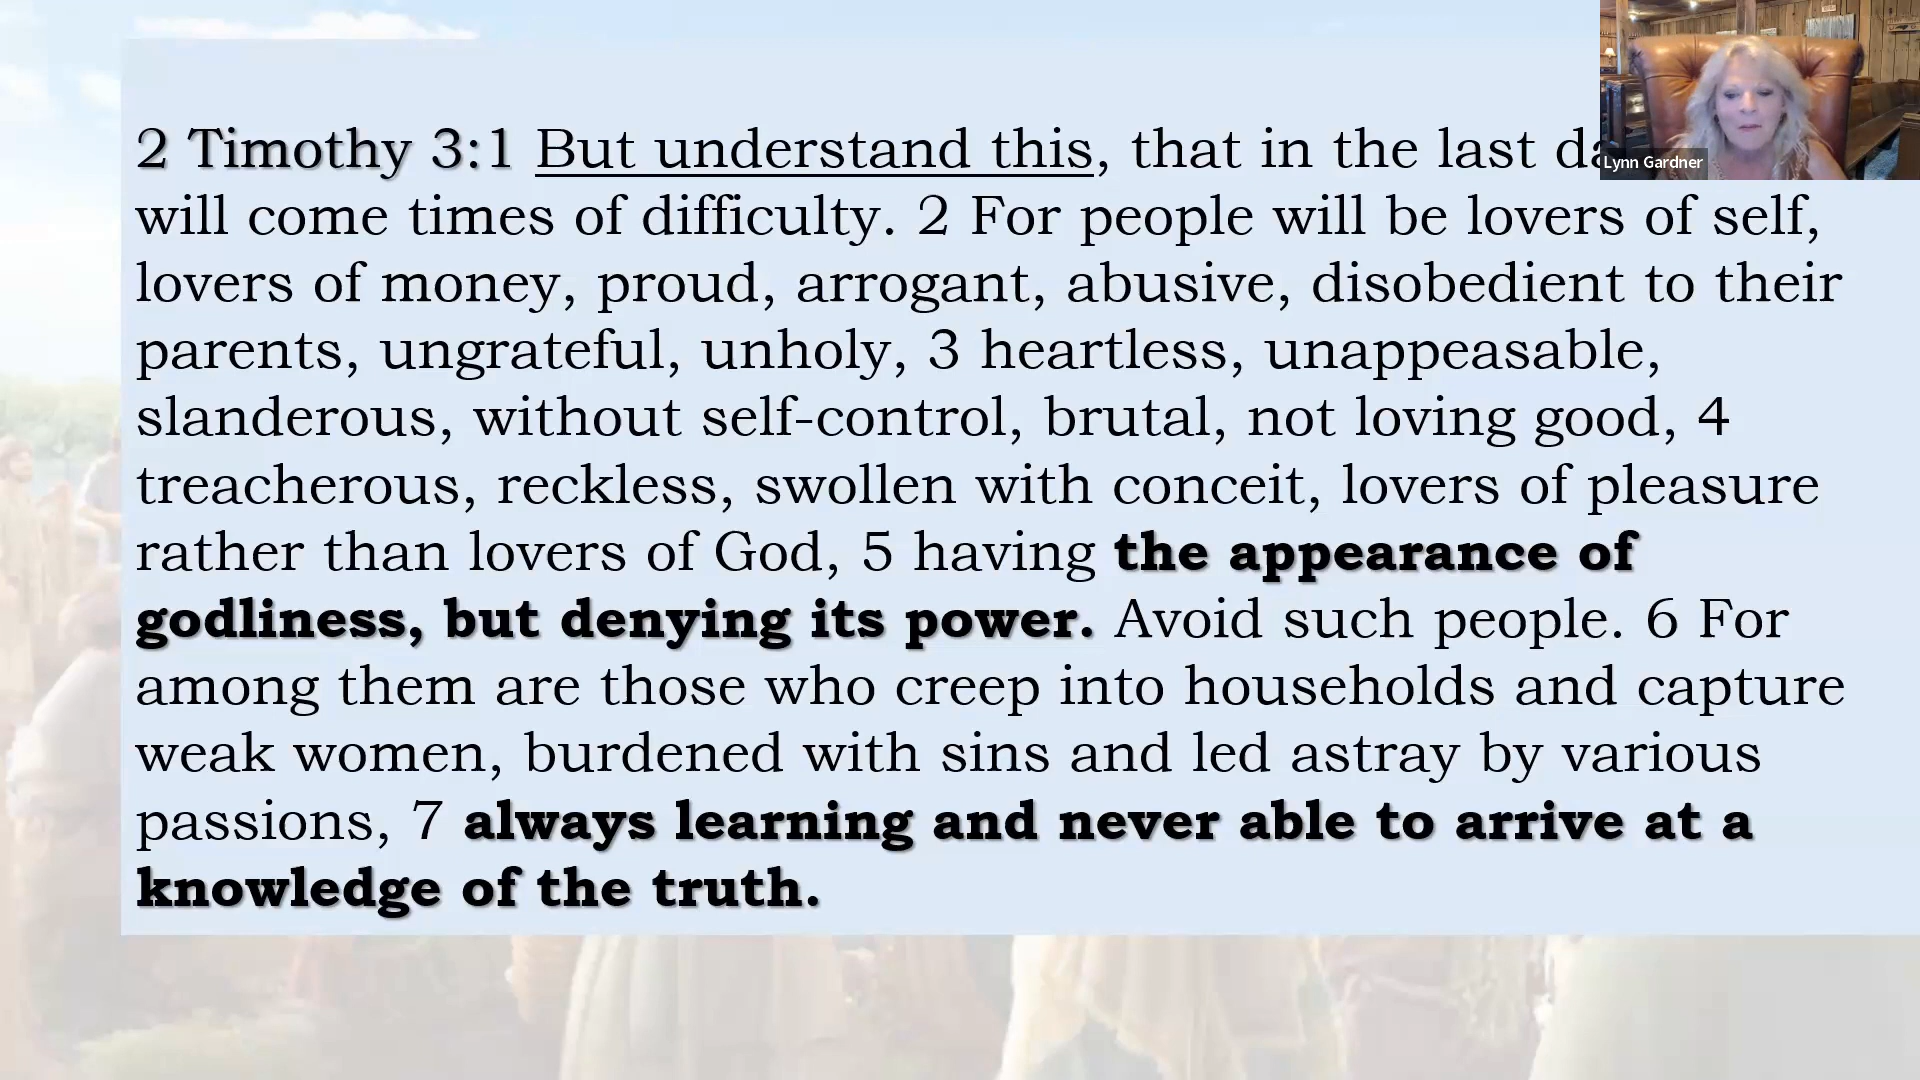 2 Timothy 3:1 But understand this, that in the last
will come times of difficulty. 2 For people will be lovers of self,
lovers of money, proud, arrogant, abusive, disobedient to their
parents, ungrateful, unholy, 3 heartless, unappeasable,
slanderous, without self-control, brutal, not loving good, 4
treacherous, reckless, swollen with conceit, lovers of pleasure
rather than lovers of God, 5 having the appearance of
godliness, but denying its power. Avoid such people. 6 For
among them are those who creep into households and capture
weak women, burdened with sins and led astray by various
passions, 7 always learning and never able to arrive at a
knowledge of the truth.
Lynn Gardner